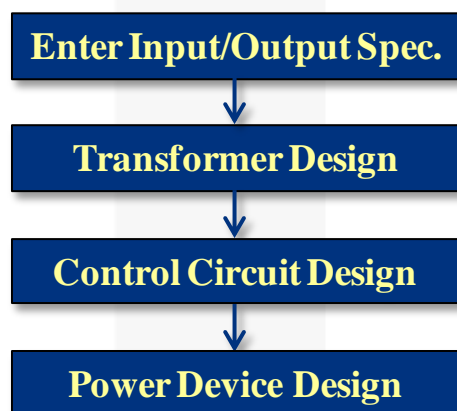 Enter Input/Output Spec.
Transformer Design
Control Circuit Design
Power Device Design